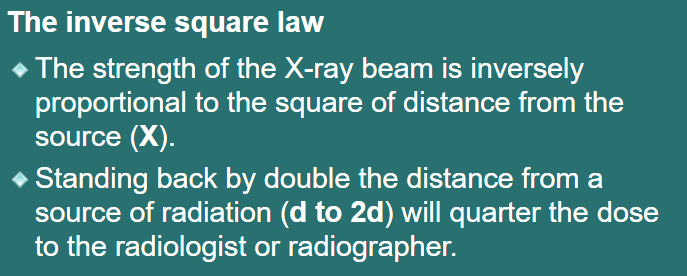 The inverse square law
The strength of the X-ray beam is inversely
proportional to the square of distance from the
source (X).
Standing back by double the distance from a
source of radiation (d to 2d) will quarter the dose
to the radiologist or radiographer.